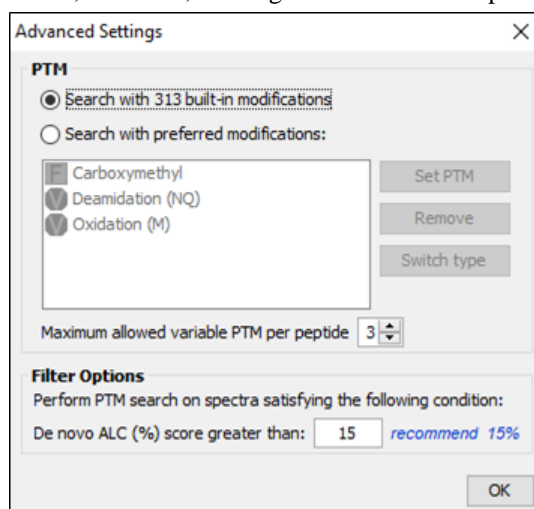 Advanced Settings
PTM
Search with 313 built-in modifications
Search with preferred modifications:
F Carboxymethyl
V Deamidation (NQ)
V Oxidation (M)
Set PTM
Remove
Switch type
Maximum allowed variable PTM per peptide 3
Filter Options
Perform PTM search on spectra satisfying the following condition:
De novo ALC (%) score greater than: 15 recommend 15%
OK